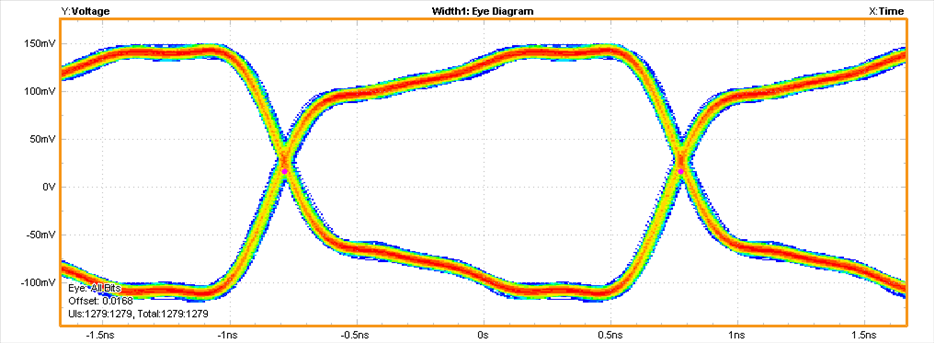 Y:Voltage
Width1: Eye Diagram
X:Time
150mV
100mV
50mV
0V
-50mV
-100mV
Eye: All Bits
Offset: 0.0168
UIs:1279:1279, Total:1279:1279
-1.5ns
-1ns
-0.5ns
0s
0.5ns
1ns
1.5ns